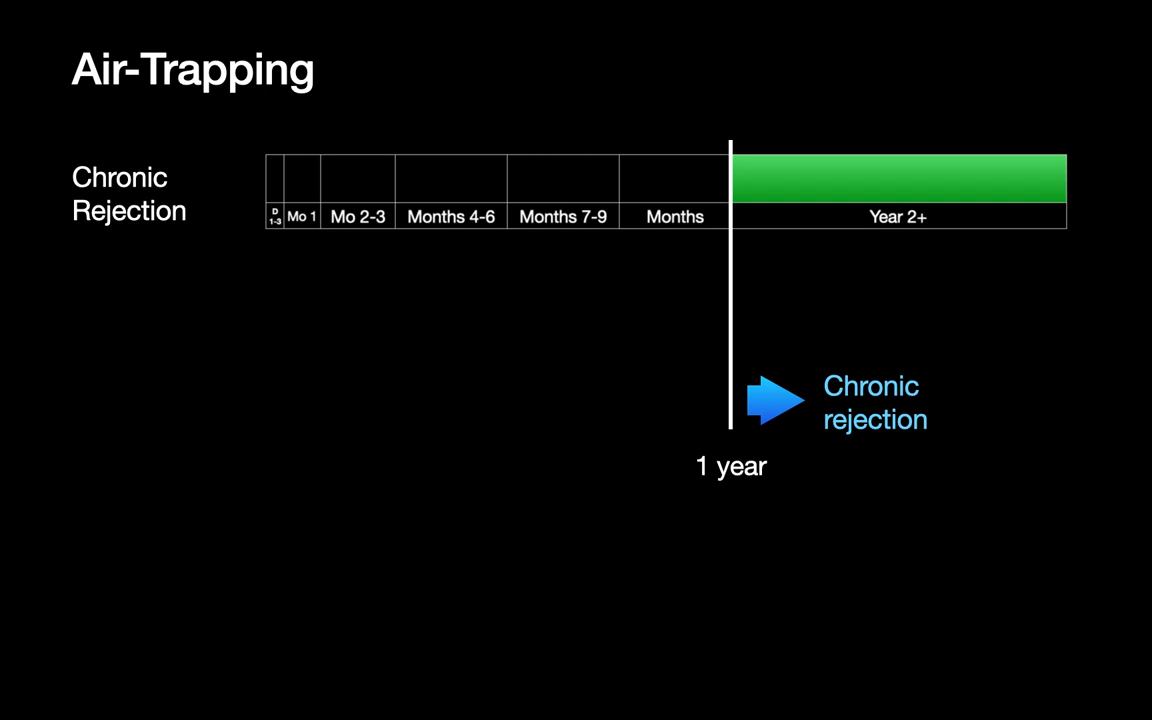 Air-Trapping
Chronic
Rejection
D
1-3
Mo 1
Mo 2-3
Months 4-6
Months 7-9
Months
Year 2+
Chronic
rejection
1 year